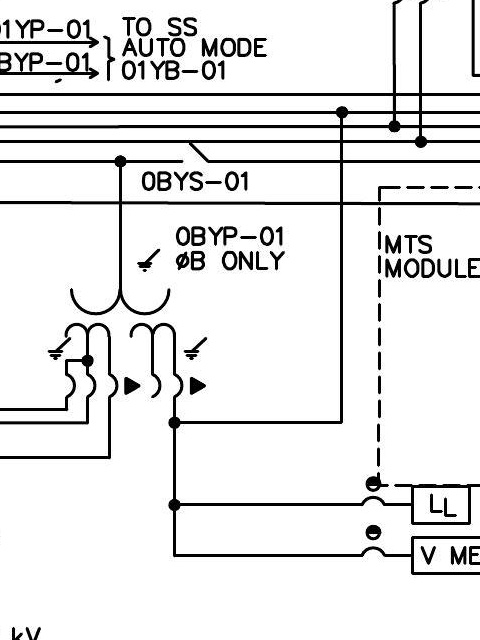 01YP-01
BYP-01
TO SS
AUTO MODE
01YB-01
0BYS-01
0BYP-01
ØB ONLY
MTS
MODULE
LL
V ME
kV